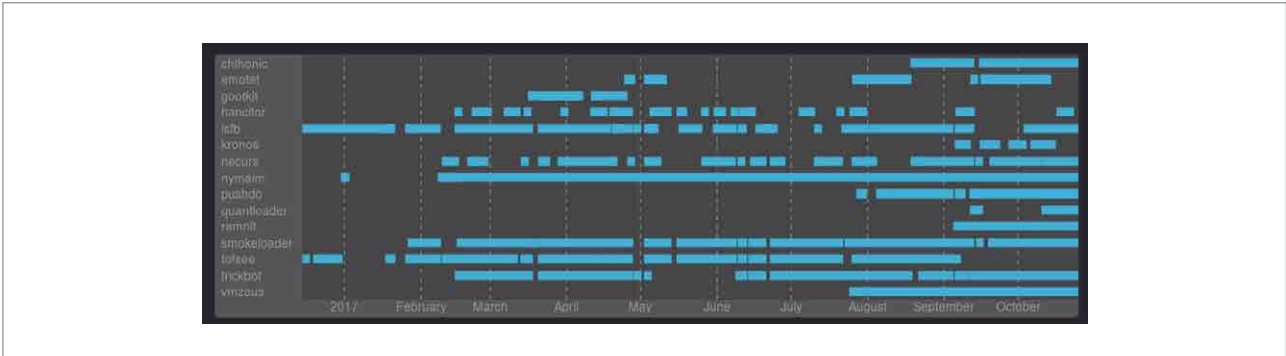 chthonic
emotet
gootkit
hancitor
isfb
kronos
necurs
nymaim
pushdo
quantloader
ramnit
smokeloader
tofsee
trickbot
vmzeus
2017 February March April May June July August September October